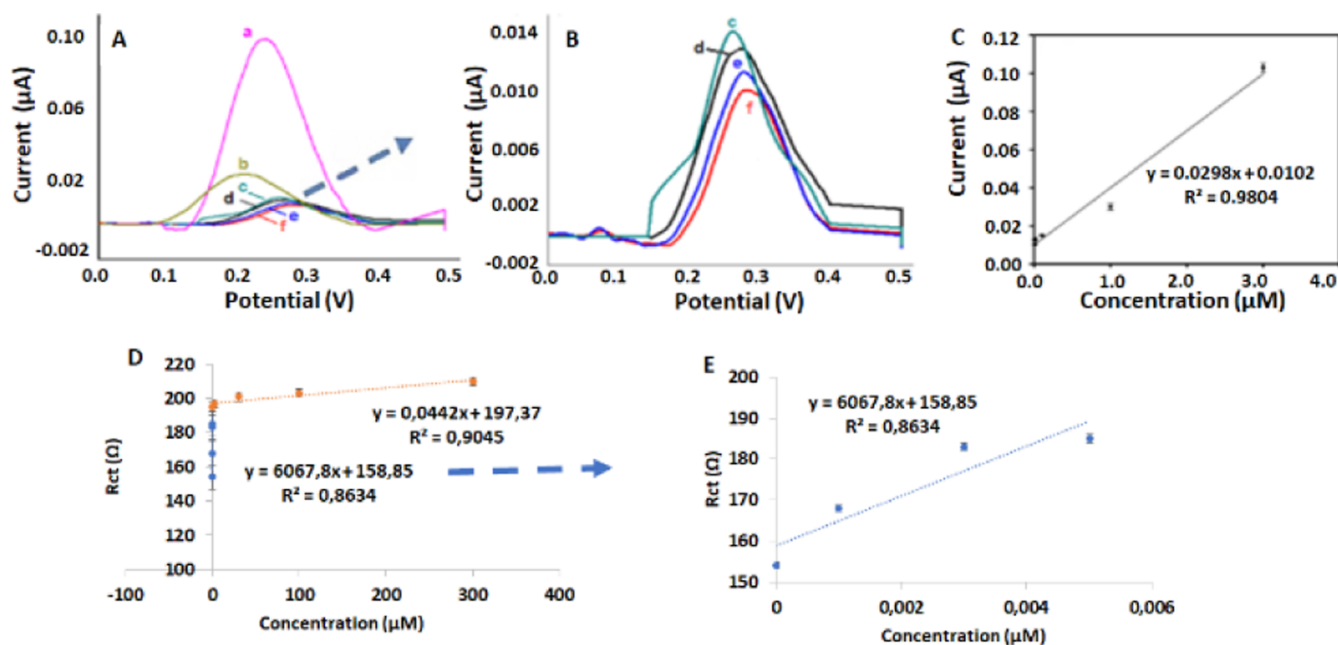 A
Current (µA)
0.10
0.06
0.02
-0.002
a
b
c
d
e
f
0.0 0.1 0.2 0.3 0.4 0.5
Potential (V)
B
Current (µA)
0.014
0.010
0.006
0.002
-0.002
c
d
e
f
0.0 0.1 0.2 0.3 0.4 0.5
Potential (V)
C
Current (µA)
0.12
0.10
0.08
0.06
0.04
0.02
0.00
y = 0.0298x + 0.0102
R² = 0.9804
0.0 1.0 2.0 3.0 4.0
Concentration (µM)
D
Rct (Ω)
220
200
180
160
140
120
100
y = 0,0442x + 197,37
R² = 0,9045
y = 6067,8x + 158,85
R² = 0,8634
-100 0 100 200 300 400
Concentration (µM)
E
Rct (Ω)
200
190
180
170
160
150
y = 6067,8x + 158,85
R² = 0,8634
0 0,002 0,004 0,006
Concentration (µM)